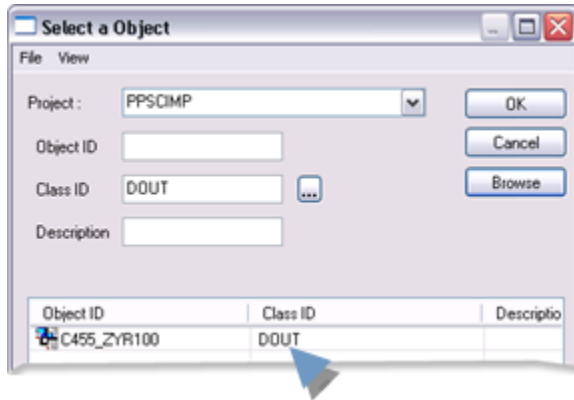 Select a Object
File View
Project : PPSCIMP OK
Object ID Cancel
Class ID DOUT ... Browse
Description
Object ID Class ID Descriptio
C455_ZYR100 DOUT